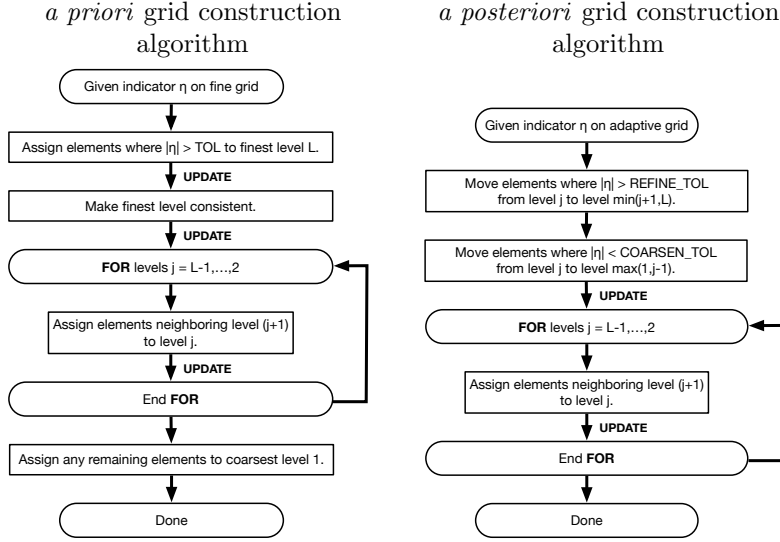 a priori grid construction
algorithm
Given indicator η on fine grid
Assign elements where |η| > TOL to finest level L.
UPDATE
Make finest level consistent.
UPDATE
FOR levels j = L-1,...,2
Assign elements neighboring level (j+1)
to level j.
UPDATE
End FOR
Assign any remaining elements to coarsest level 1.
Done
a posteriori grid construction
algorithm
Given indicator η on adaptive grid
Move elements where |η| > REFINE_TOL
from level j to level min(j+1,L).
Move elements where |η| < COARSEN_TOL
from level j to level max(1,j-1).
UPDATE
FOR levels j = L-1,...,2
Assign elements neighboring level (j+1)
to level j.
UPDATE
End FOR
Done